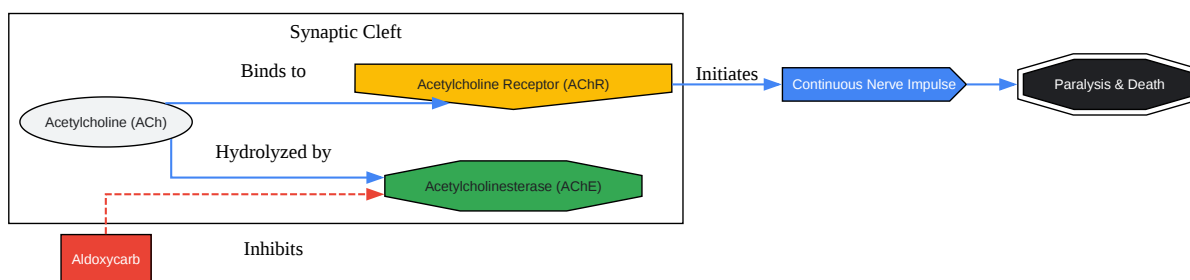 Synaptic Cleft
Binds to
Acetylcholine Receptor (AChR)
Initiates
Continuous Nerve Impulse
Paralysis & Death
Acetylcholine (ACh)
Hydrolyzed by
Acetylcholinesterase (AChE)
Inhibits
Aldoxycarb